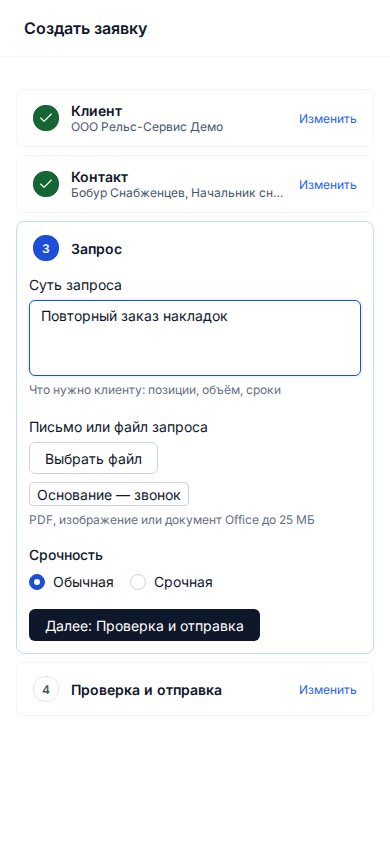 Создать заявку
Клиент
ООО Рельс-Сервис Демо
Изменить
Контакт
Бобур Снабженцев, Начальник сн...
Изменить
3
Запрос
Суть запроса
Повторный заказ накладок
Что нужно клиенту: позиции, объём, сроки
Письмо или файл запроса
Выбрать файл
Основание — звонок
PDF, изображение или документ Office до 25 МБ
Срочность
Обычная
Срочная
Далее: Проверка и отправка
4
Проверка и отправка
Изменить